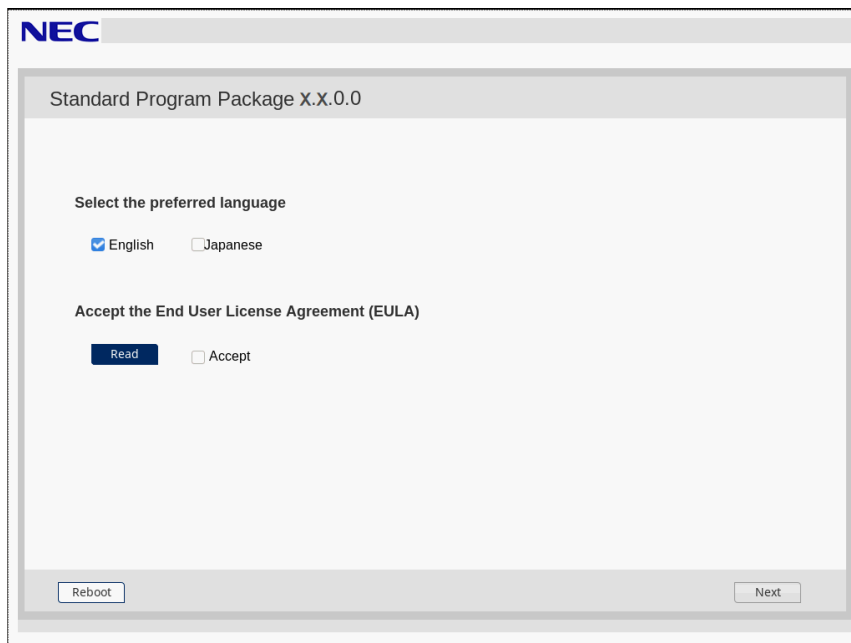 NEC
Standard Program Package X.X.0.0
Select the preferred language
English Japanese
Accept the End User License Agreement (EULA)
Read Accept
Reboot Next